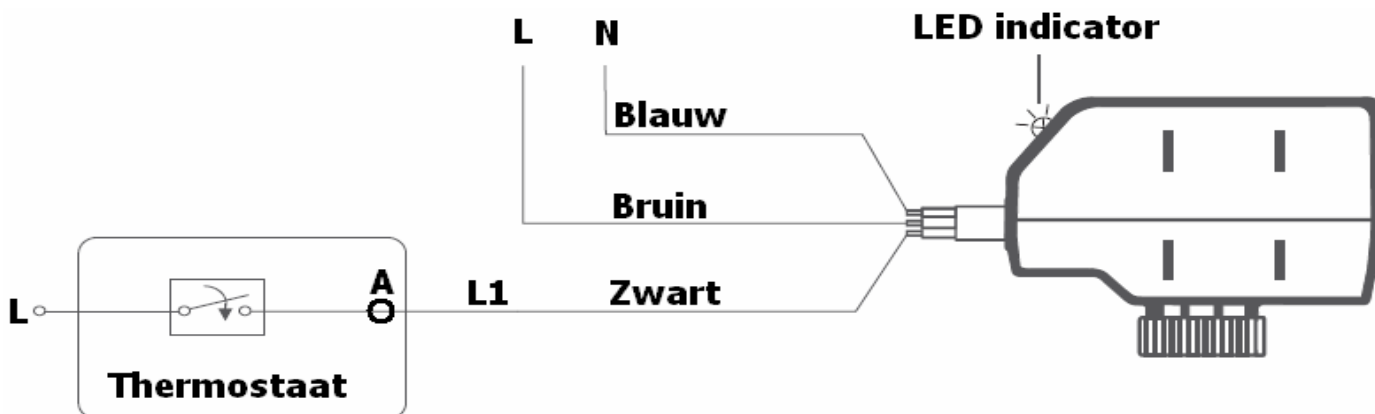 L N LED indicator
Blauw
Bruin
A
L L1 Zwart
Thermostaat